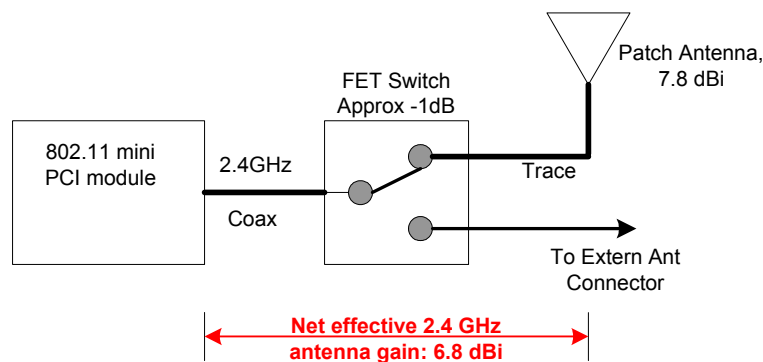 Patch Antenna,
7.8 dBi
FET Switch
Approx -1dB
802.11 mini
PCI module
2.4GHz
Coax
Trace
To Extern Ant
Connector
Net effective 2.4 GHz
antenna gain: 6.8 dBi